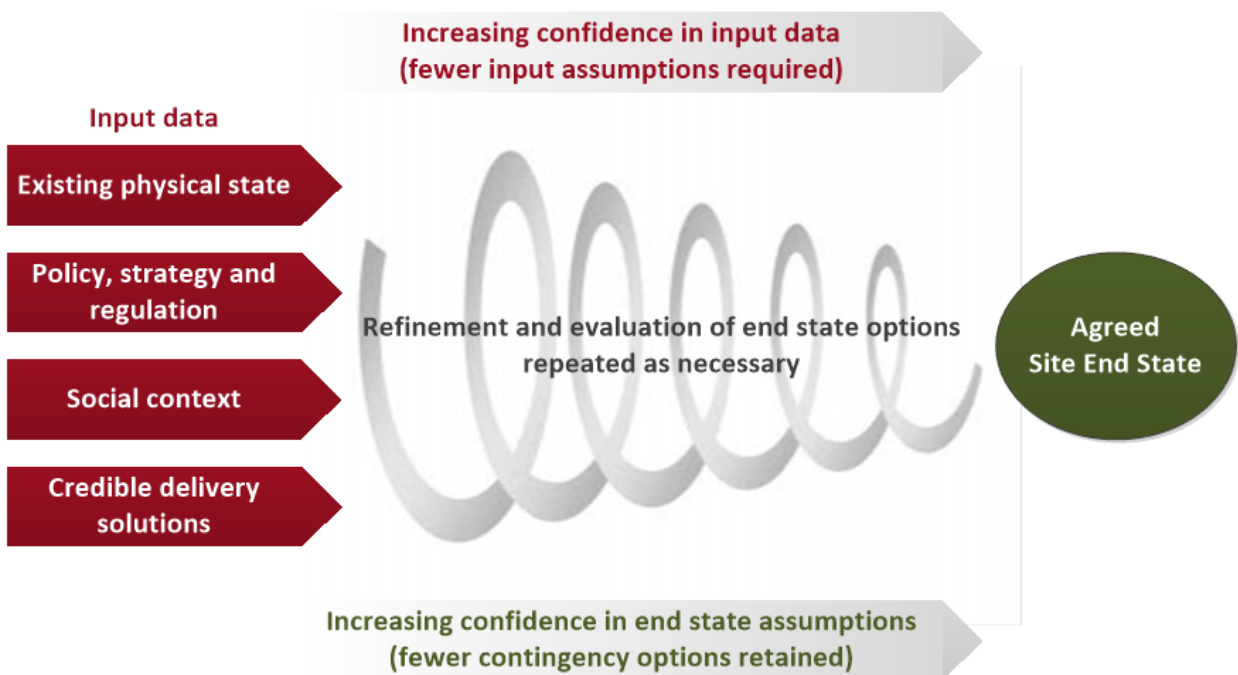 Increasing confidence in input data
(fewer input assumptions required)
Input data
Existing physical state
Policy, strategy and
regulation
Social context
Credible delivery
solutions
Refinement and evaluation of end state options
repeated as necessary
Agreed
Site End State
Increasing confidence in end state assumptions
(fewer contingency options retained)